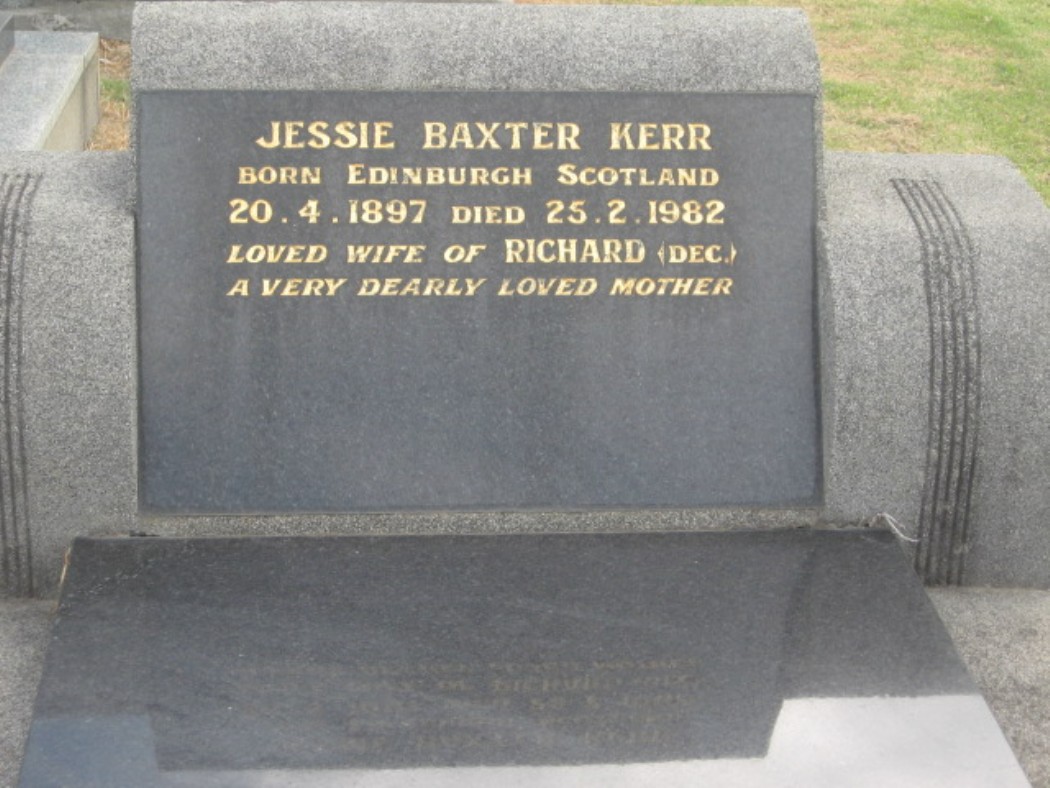 JESSIE BAXTER KERR
BORN EDINBURGH SCOTLAND
20.4.1897 DIED 25.2.1982
LOVED WIFE OF RICHARD (DEC.)
A VERY DEARLY LOVED MOTHER